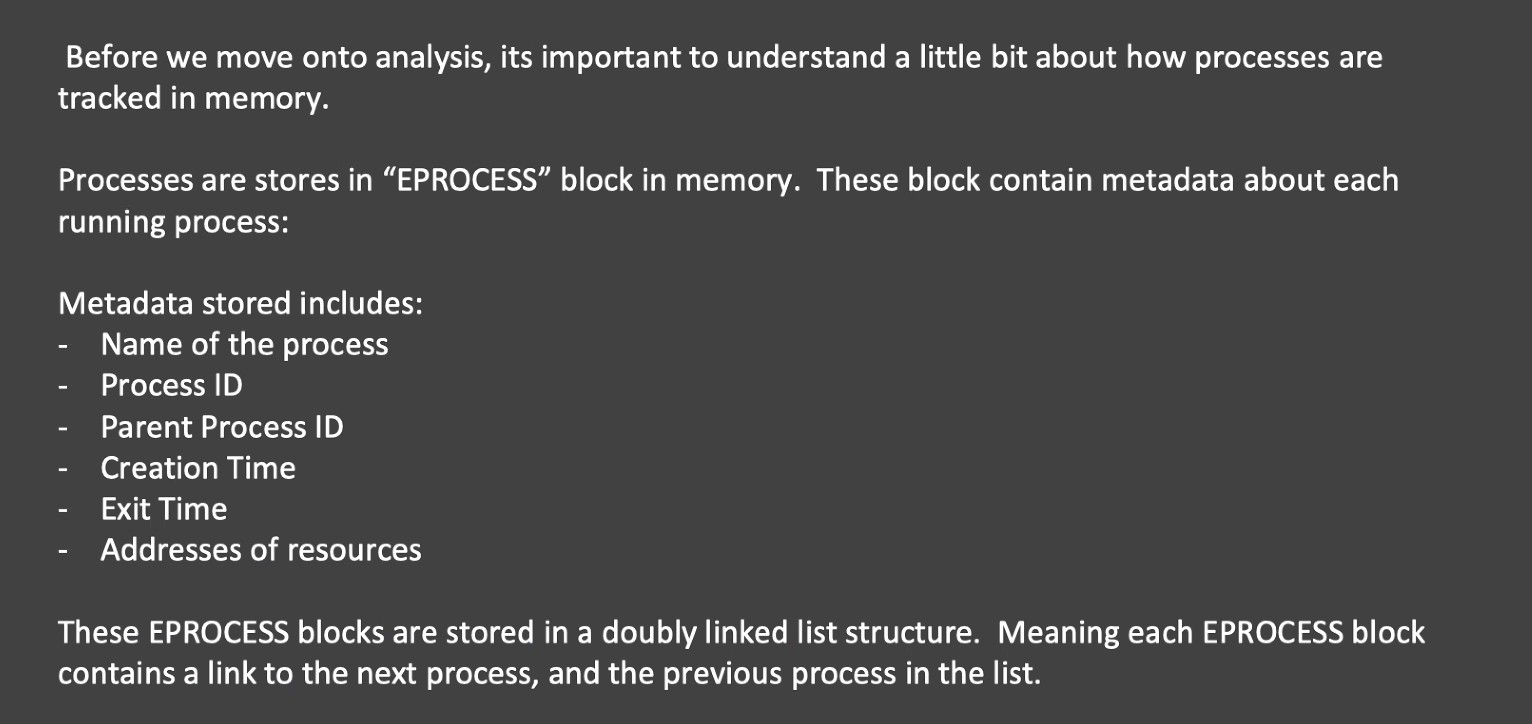 Before we move onto analysis, its important to understand a little bit about how processes are
tracked in memory.
Processes are stores in “EPROCESS” block in memory.  These block contain metadata about each
running process:
Metadata stored includes:
- Name of the process
- Process ID
- Parent Process ID
- Creation Time
- Exit Time
- Addresses of resources
These EPROCESS blocks are stored in a doubly linked list structure.  Meaning each EPROCESS block
contains a link to the next process, and the previous process in the list.